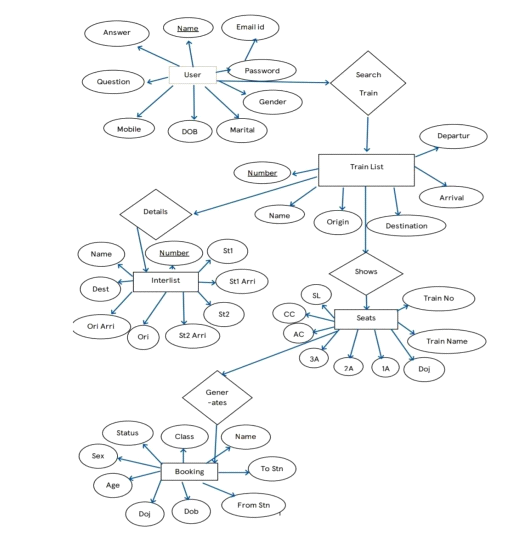 Answer
Name
Email id
User
Password
Question
Gender
Mobile
DOB
Marital
Search
Train
Departur
Train List
Number
Name
Origin
Destination
Arrival
Details
Number
Name
St1
Interlist
St1 Arri
Dest
St2
Ori Arri
Ori
St2 Arri
Shows
SL
Train No
CC
Seats
AC
Train Name
3A
2A
1A
Doj
Gener
-ates
Status
Class
Name
Sex
Booking
To Stn
Age
Doj
Dob
From Stn